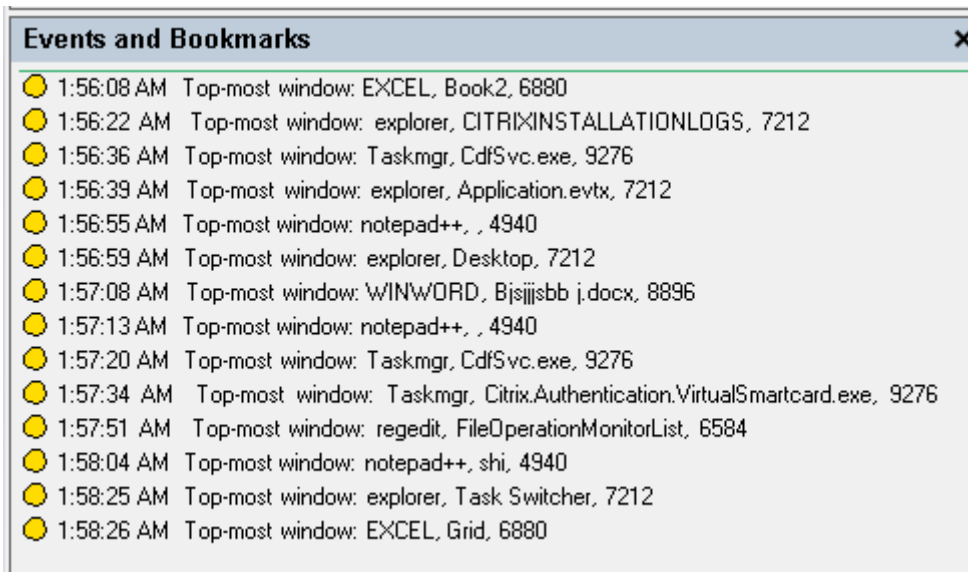 Events and Bookmarks
1:56:08 AM Top-most window: EXCEL, Book2, 6880
1:56:22 AM Top-most window: explorer, CITRIXINSTALLATIONLOGS, 7212
1:56:36 AM Top-most window: Taskmgr, CdfSvc.exe, 9276
1:56:39 AM Top-most window: explorer, Application.evtx, 7212
1:56:55 AM Top-most window: notepad++, , 4940
1:56:59 AM Top-most window: explorer, Desktop, 7212
1:57:08 AM Top-most window: WINWORD, Bjsjjjsbb j.docx, 8896
1:57:13 AM Top-most window: notepad++, , 4940
1:57:20 AM Top-most window: Taskmgr, CdfSvc.exe, 9276
1:57:34 AM Top-most window: Taskmgr, Citrix.Authentication.VirtualSmartcard.exe, 9276
1:57:51 AM Top-most window: regedit, FileOperationMonitorList, 6584
1:58:04 AM Top-most window: notepad++, shi, 4940
1:58:25 AM Top-most window: explorer, Task Switcher, 7212
1:58:26 AM Top-most window: EXCEL, Grid, 6880